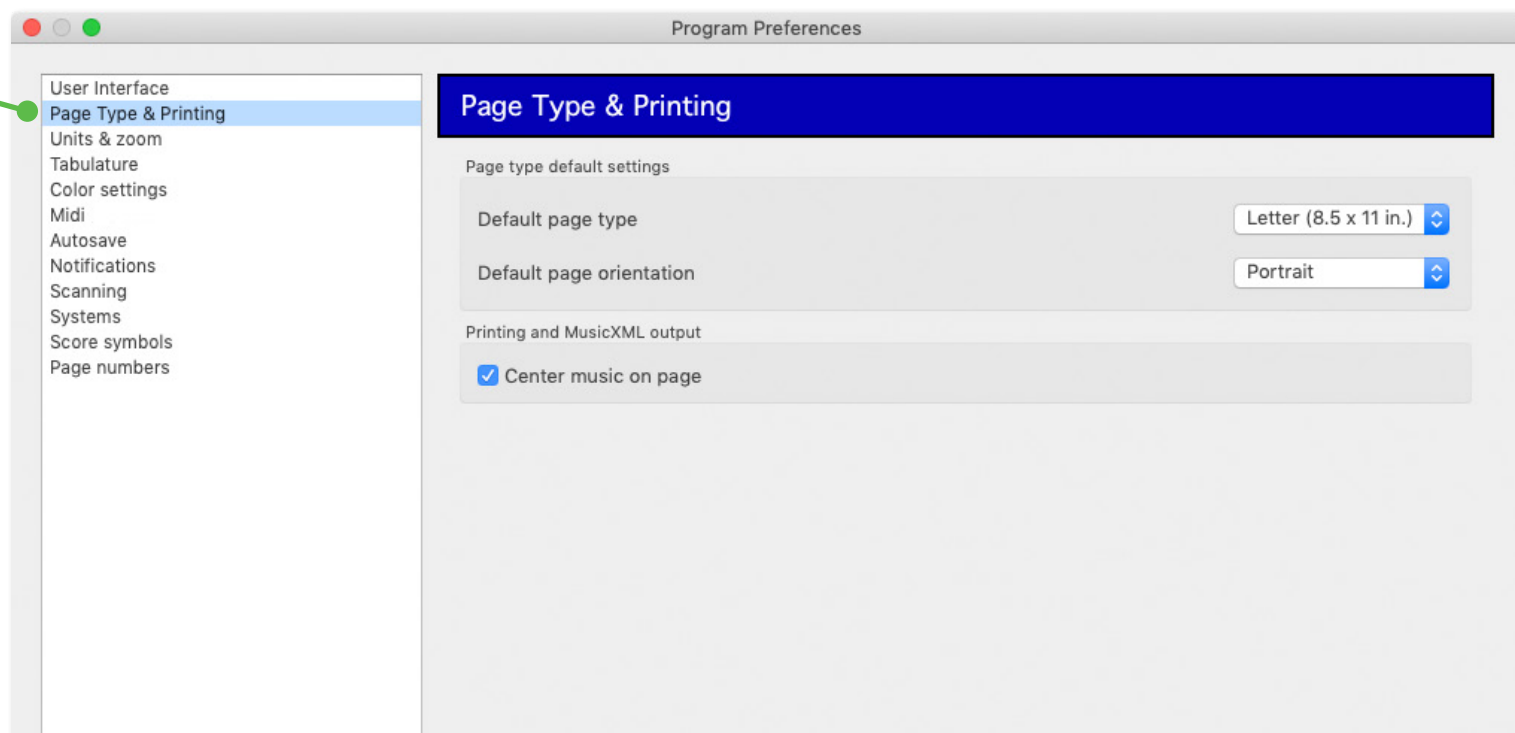 Program Preferences
User Interface
Page Type & Printing
Units & zoom
Tabulature
Color settings
Midi
Autosave
Notifications
Scanning
Systems
Score symbols
Page numbers
Page Type & Printing
Page type default settings
Default page type
Letter (8.5 x 11 in.)
Default page orientation
Portrait
Printing and MusicXML output
Center music on page